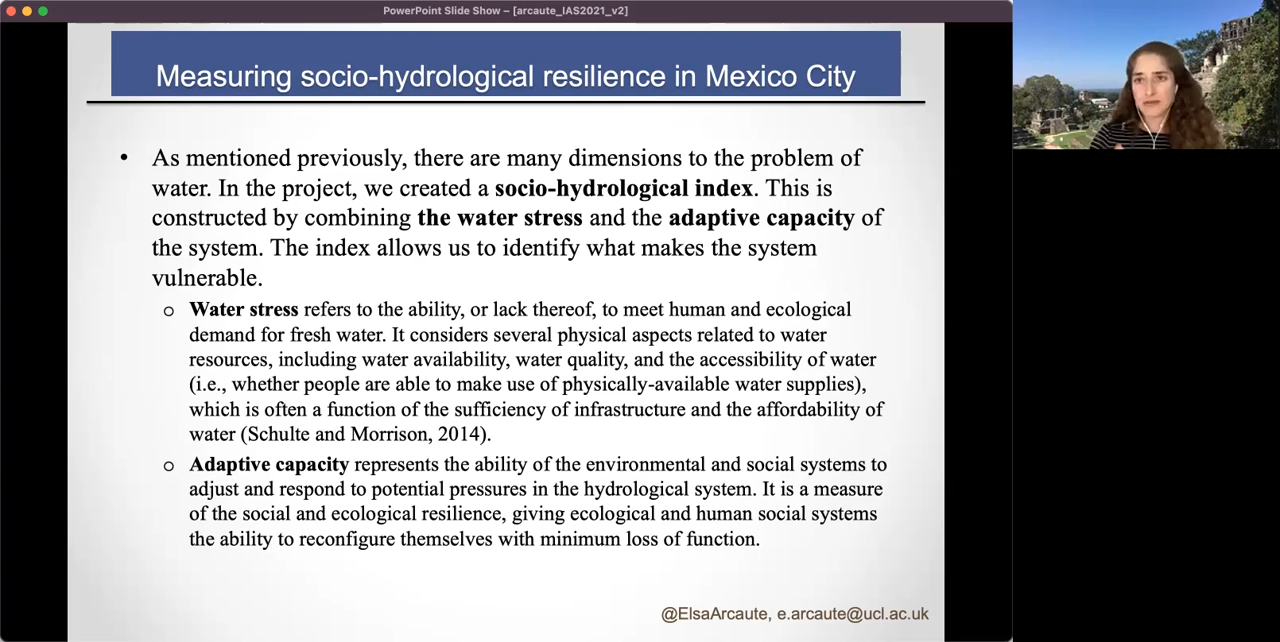 PowerPoint Slide Show – [arcaute_IAS2021_v2]
Measuring socio-hydrological resilience in Mexico City
• As mentioned previously, there are many dimensions to the problem of
water. In the project, we created a socio-hydrological index. This is
constructed by combining the water stress and the adaptive capacity of
the system. The index allows us to identify what makes the system
vulnerable.
o Water stress refers to the ability, or lack thereof, to meet human and ecological
demand for fresh water. It considers several physical aspects related to water
resources, including water availability, water quality, and the accessibility of water
(i.e., whether people are able to make use of physically-available water supplies),
which is often a function of the sufficiency of infrastructure and the affordability of
water (Schulte and Morrison, 2014).
o Adaptive capacity represents the ability of the environmental and social systems to
adjust and respond to potential pressures in the hydrological system. It is a measure
of the social and ecological resilience, giving ecological and human social systems
the ability to reconfigure themselves with minimum loss of function.
@ElsaArcaute, e.arcaute@ucl.ac.uk